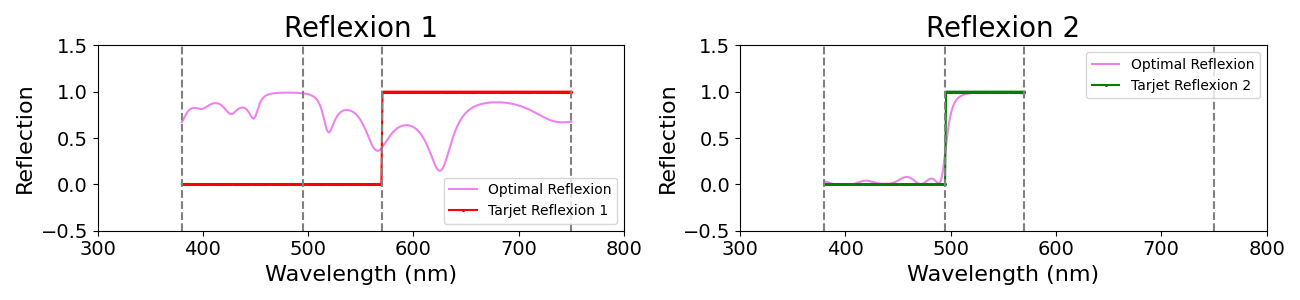 Reflexion 1
Reflection
1.5
1.0
0.5
0.0
−0.5
Optimal Reflexion
Tarjet Reflexion 1
300 400 500 600 700 800
Wavelength (nm)
Reflexion 2
Reflection
1.5
1.0
0.5
0.0
−0.5
Optimal Reflexion
Tarjet Reflexion 2
300 400 500 600 700 800
Wavelength (nm)